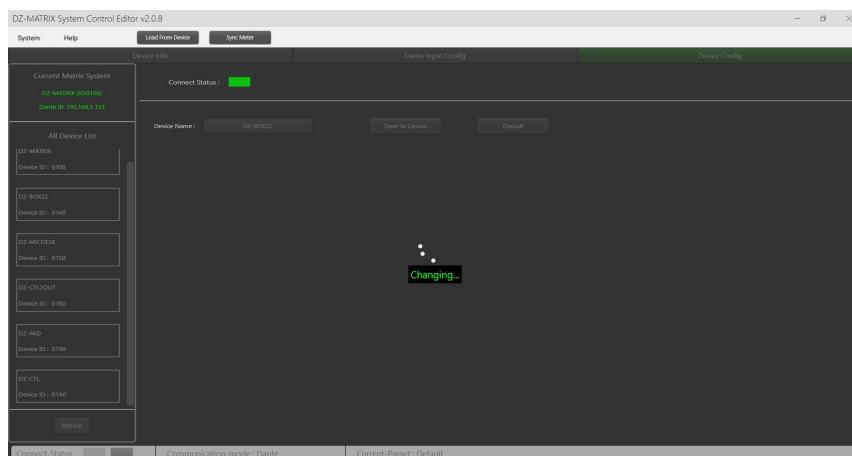 DZ-MATRIX System Control Editor v2.0.8
System Help Load From Device Sync Meter
Device Info Dante Input Config Device Config
Current Matrix System
DZ-MATRIX (ID:0100)
Dante IP: 192.168.1.153
Connect Status :
Device Name : DZ-BOX22 Save To Device Default
All Device List
DZ-MATRIX
Device ID : 0100
DZ-BOX22
Device ID : 0160
DZ-MICDESK
Device ID : 0150
DZ-CTL2OUT
Device ID : 0180
DZ-PAD
Device ID : 0190
DZ-CTL
Device ID : 01A0
Refresh
Changing...
Connect-Status Communication-mode : Dante Current-Preset : Default